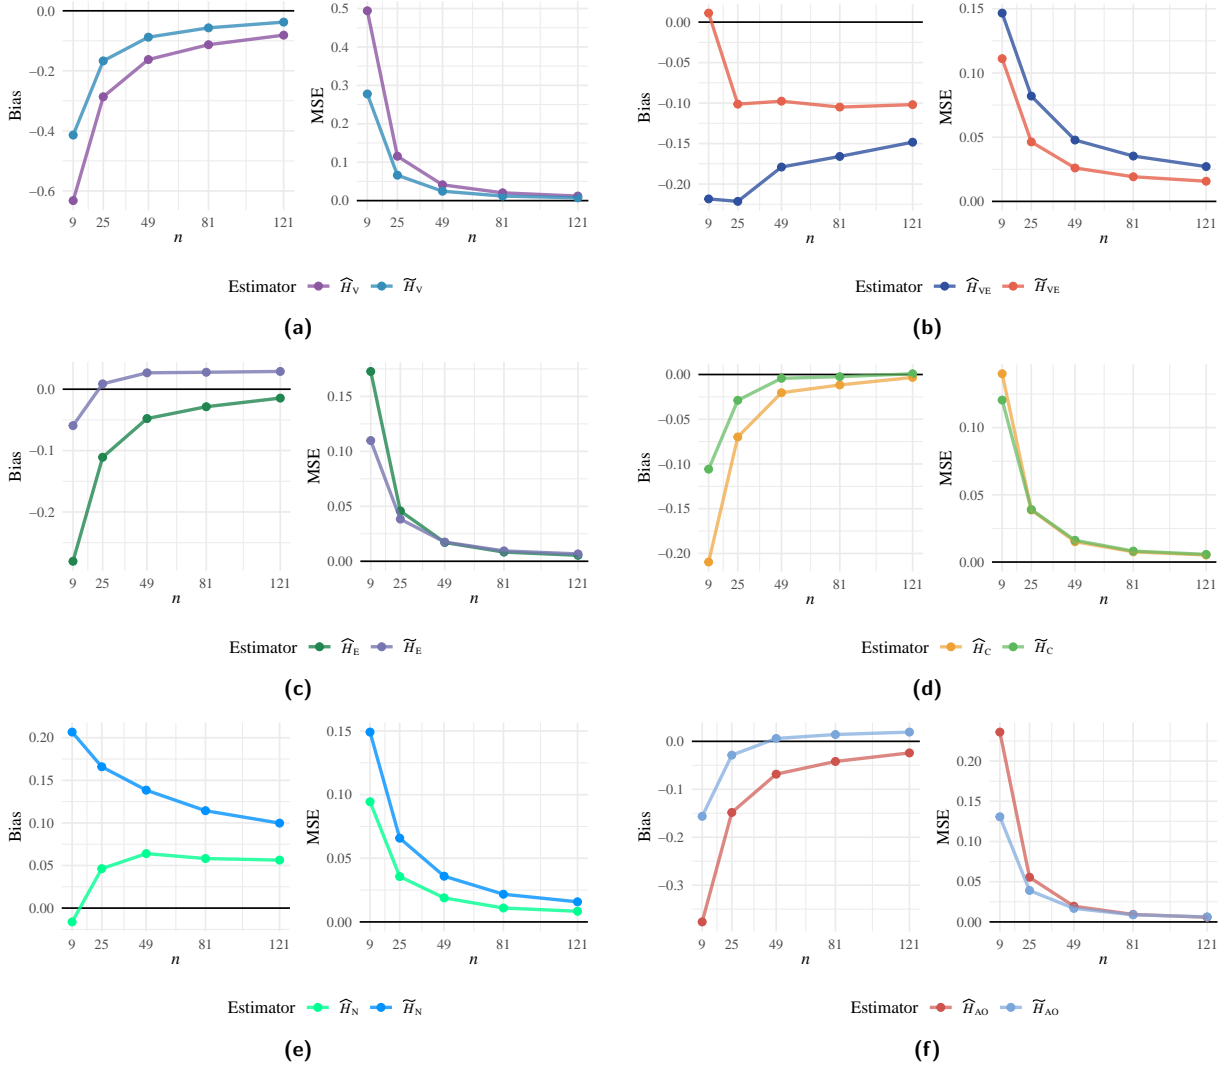 Bias
0.0
−0.2
−0.4
−0.6
9 25 49 81 121
n
MSE
0.5
0.4
0.3
0.2
0.1
0.0
9 25 49 81 121
n
Estimator Ĥ_V H̃_V
(a)
Bias
0.00
−0.10
−0.15
−0.20
9 25 49 81 121
n
MSE
0.15
0.10
0.05
0.00
9 25 49 81 121
n
Estimator Ĥ_VE H̃_VE
(b)
Bias
0.0
−0.1
−0.2
9 25 49 81 121
n
MSE
0.15
0.10
0.05
0.00
9 25 49 81 121
n
Estimator Ĥ_E H̃_E
(c)
Bias
0.00
−0.05
−0.10
−0.15
−0.20
9 25 49 81 121
n
MSE
0.10
0.05
0.00
9 25 49 81 121
n
Estimator Ĥ_C H̃_C
(d)
Bias
0.20
0.15
0.10
0.05
0.00
9 25 49 81 121
n
MSE
0.15
0.10
0.05
0.00
9 25 49 81 121
n
Estimator Ĥ_N H̃_N
(e)
Bias
0.0
−0.1
−0.2
−0.3
9 25 49 81 121
n
MSE
0.20
0.15
0.10
0.05
0.00
9 25 49 81 121
n
Estimator Ĥ_AO H̃_AO
(f)